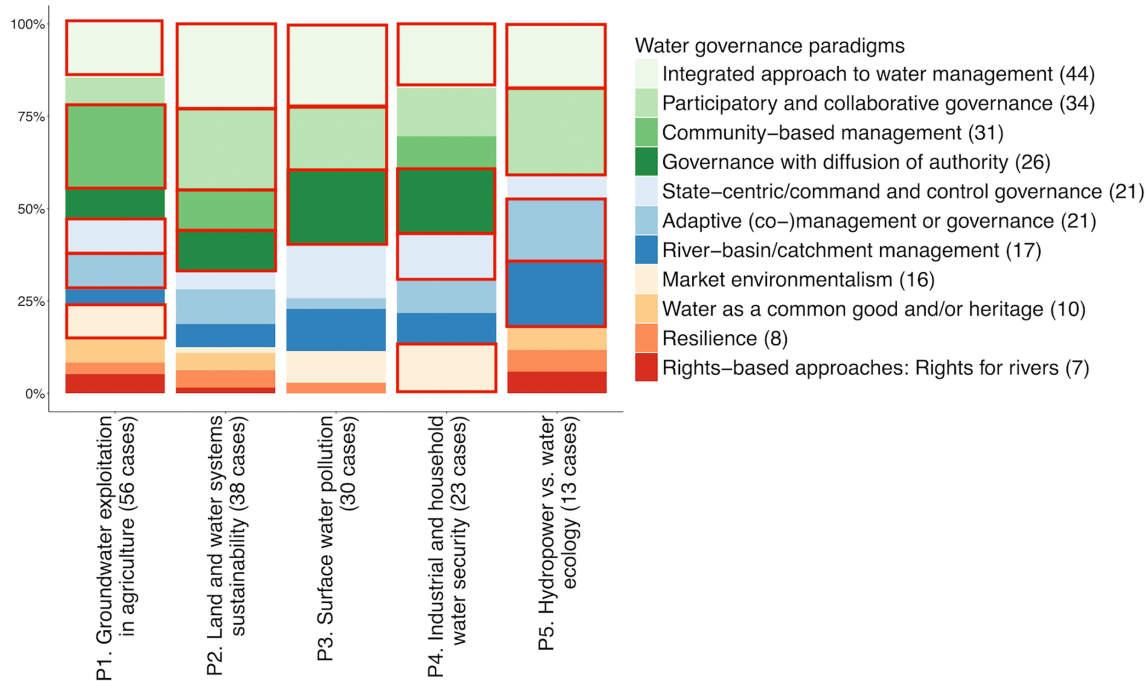 100%
75%
50%
25%
0%
Water governance paradigms
Integrated approach to water management (44)
Participatory and collaborative governance (34)
Community−based management (31)
Governance with diffusion of authority (26)
State−centric/command and control governance (21)
Adaptive (co−)management or governance (21)
River−basin/catchment management (17)
Market environmentalism (16)
Water as a common good and/or heritage (10)
Resilience (8)
Rights−based approaches: Rights for rivers (7)
P1. Groundwater exploitation
in agriculture (56 cases)
P2. Land and water systems
sustainability (38 cases)
P3. Surface water pollution
(30 cases)
P4. Industrial and household
water security (23 cases)
P5. Hydropower vs. water
ecology (13 cases)